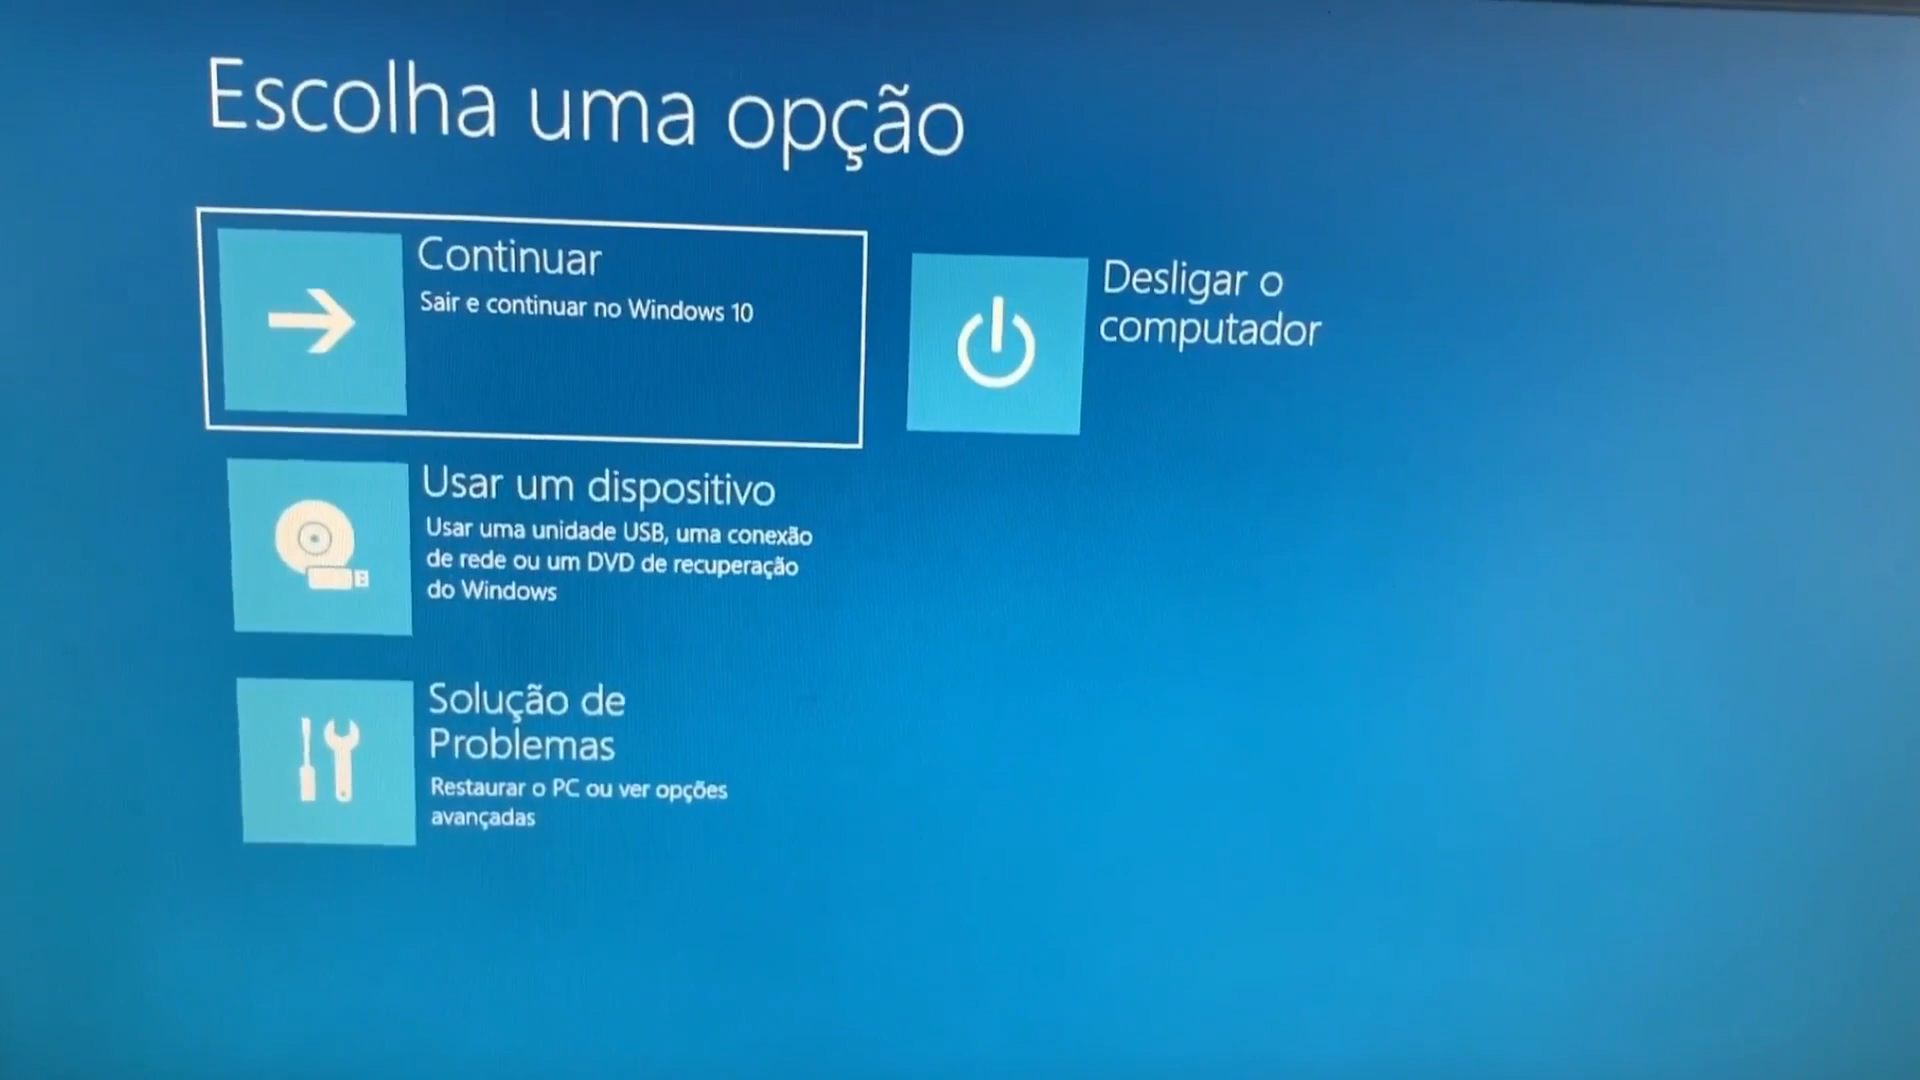 Escolha uma opção
Continuar
Sair e continuar no Windows 10
Desligar o
computador
Usar um dispositivo
Usar uma unidade USB, uma conexão
de rede ou um DVD de recuperação
do Windows
Solução de
Problemas
Restaurar o PC ou ver opções
avançadas